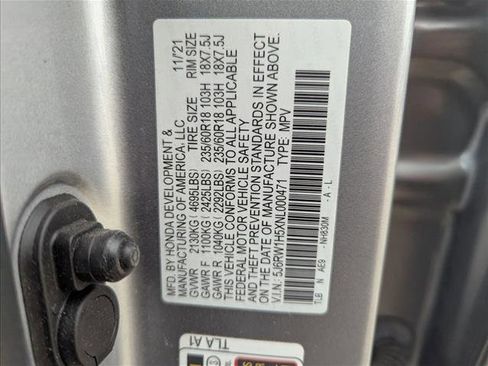 MFD. BY HONDA DEVELOPMENT & 11/'21
MANUFACTURING OF AMERICA, LLC
TIRE SIZE RIM SIZE
GVWR 2130KG(4695LBS)
GAWR F 1100KG(2425LBS) 235/60R18 103H 18X7.5J
GAWR R 1040KG(2292LBS) 235/60R18 103H 18X7.5J
THIS VEHICLE CONFORMS TO ALL APPLICABLE
FEDERAL MOTOR VEHICLE SAFETY
AND THEFT PREVENTION STANDARDS IN EFFECT
ON THE DATE OF MANUFACTURE SHOWN ABOVE.
V.I.N.: 5J6RW1H5XNL000471 TYPE: MPV
TLB N AE9 NH830M - A - L
TLA A1